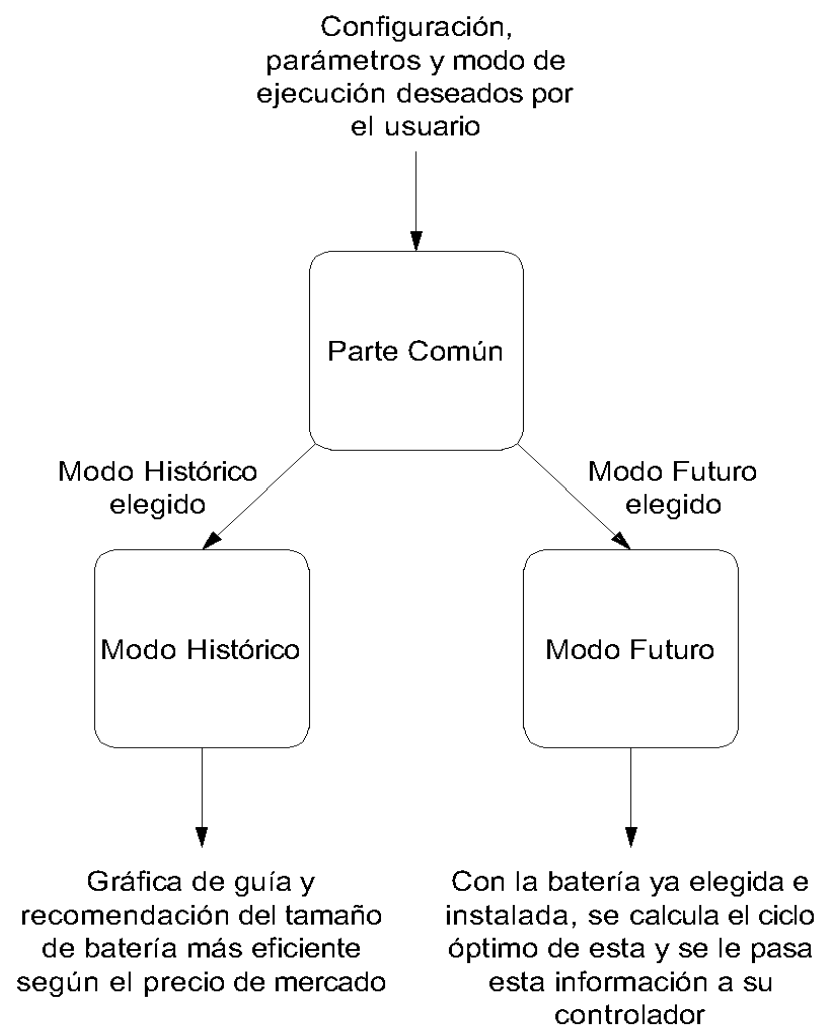 Configuración,
parámetros y modo de
ejecución deseados por
el usuario
Parte Común
Modo Histórico
elegido
Modo Futuro
elegido
Modo Histórico
Modo Futuro
Gráfica de guía y
recomendación del tamaño
de batería más eficiente
según el precio de mercado
Con la batería ya elegida e
instalada, se calcula el ciclo
óptimo de esta y se le pasa
esta información a su
controlador